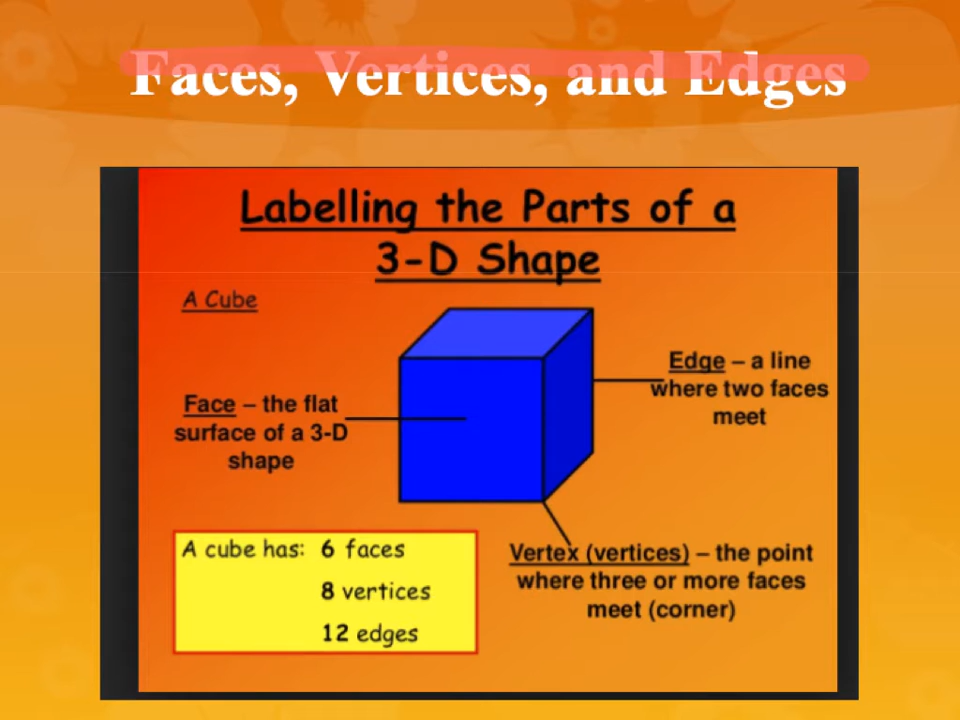 Faces, Vertices, and Edges
Labelling the Parts of a
3-D Shape
A Cube
Edge – a line
where two faces
meet
Face – the flat
surface of a 3-D
shape
A cube has: 6 faces
8 vertices
12 edges
Vertex (vertices) – the point
where three or more faces
meet (corner)